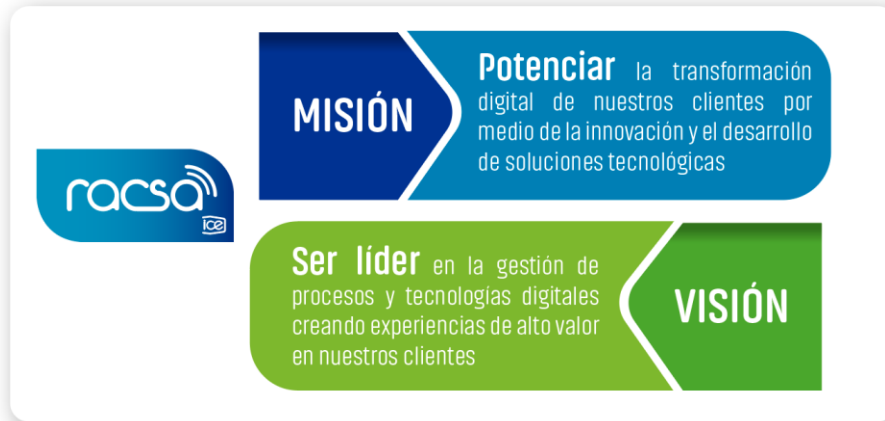 racsa
ice
MISIÓN
Potenciar la transformación
digital de nuestros clientes por
medio de la innovación y el desarrollo
de soluciones tecnológicas
Ser líder en la gestión de
procesos y tecnologías digitales
creando experiencias de alto valor
en nuestros clientes
VISIÓN